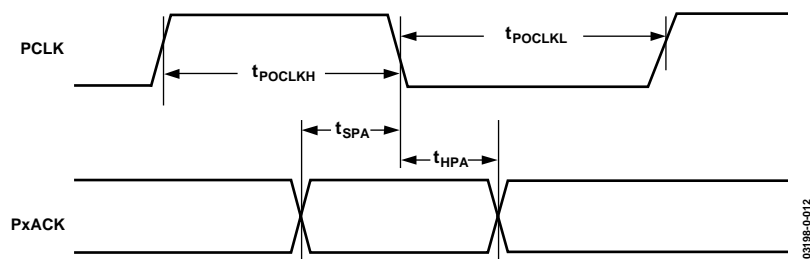 PCLK
tPOCLKH
tPOCLKL
tSPA
tHPA
PxACK
03198-0-012